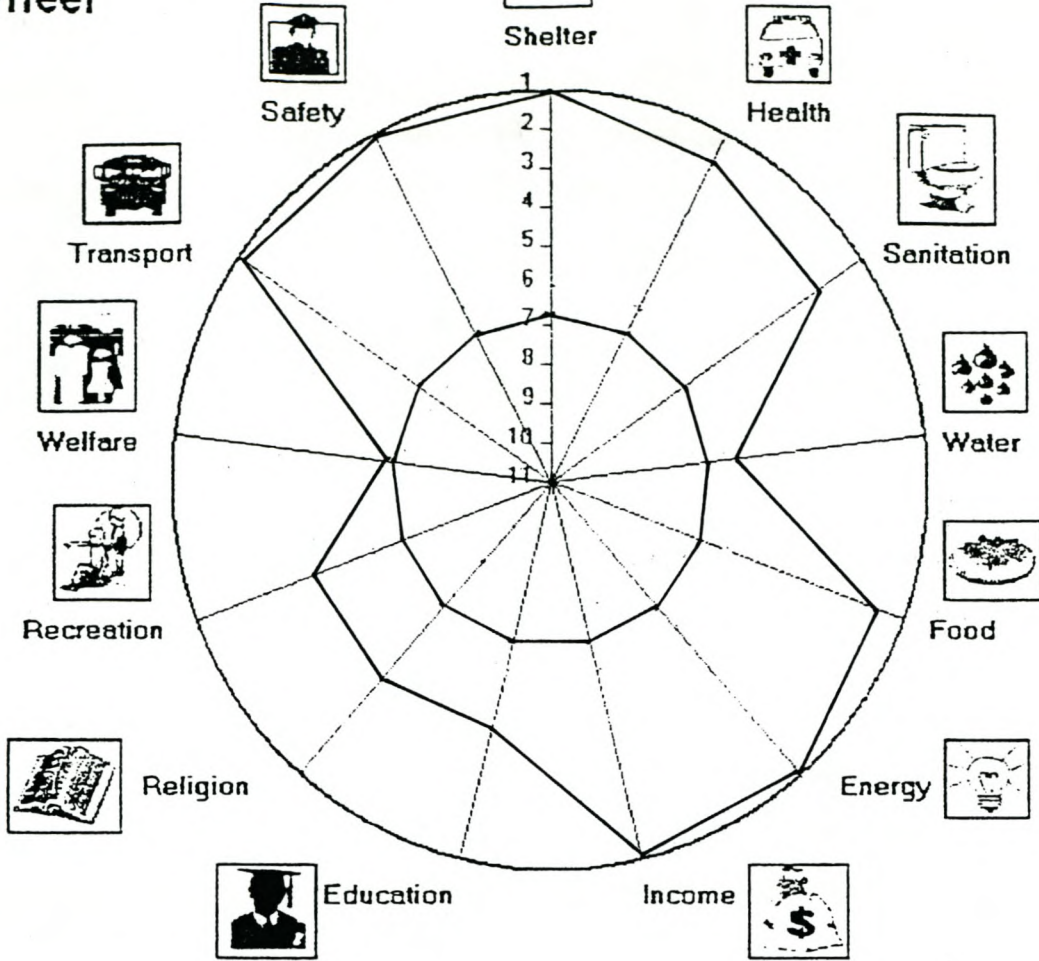 Shelter
Safety
Health
Transport
Sanitation
Welfare
Water
Recreation
Food
Religion
Energy
Education
Income
$
1
2
3
4
5
6
7
8
9
10
11